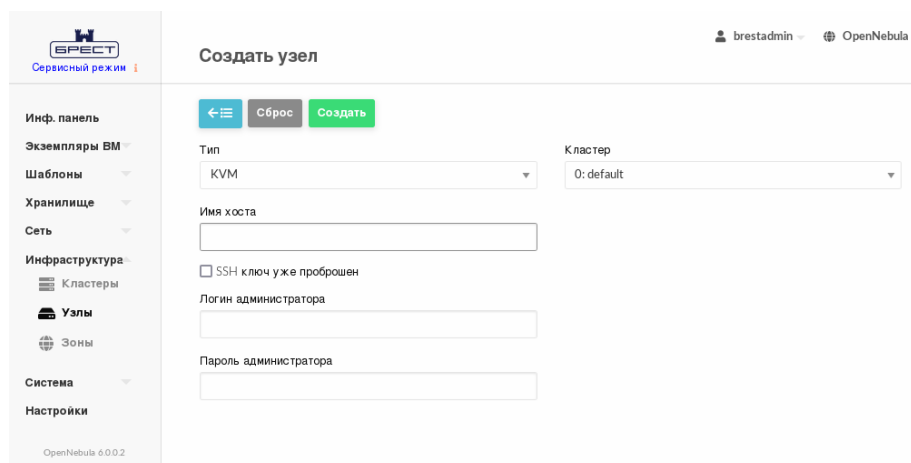 БРЕСТ
Сервисный режим
brestadmin
OpenNebula
Создать узел
Инф. панель
Экземпляры ВМ
Шаблоны
Хранилище
Сеть
Инфраструктура
Кластеры
Узлы
Зоны
Система
Настройки
OpenNebula 6.0.0.2
Сброс
Создать
Тип
KVM
Кластер
0: default
Имя хоста
SSH ключ уже проброшен
Логин администратора
Пароль администратора